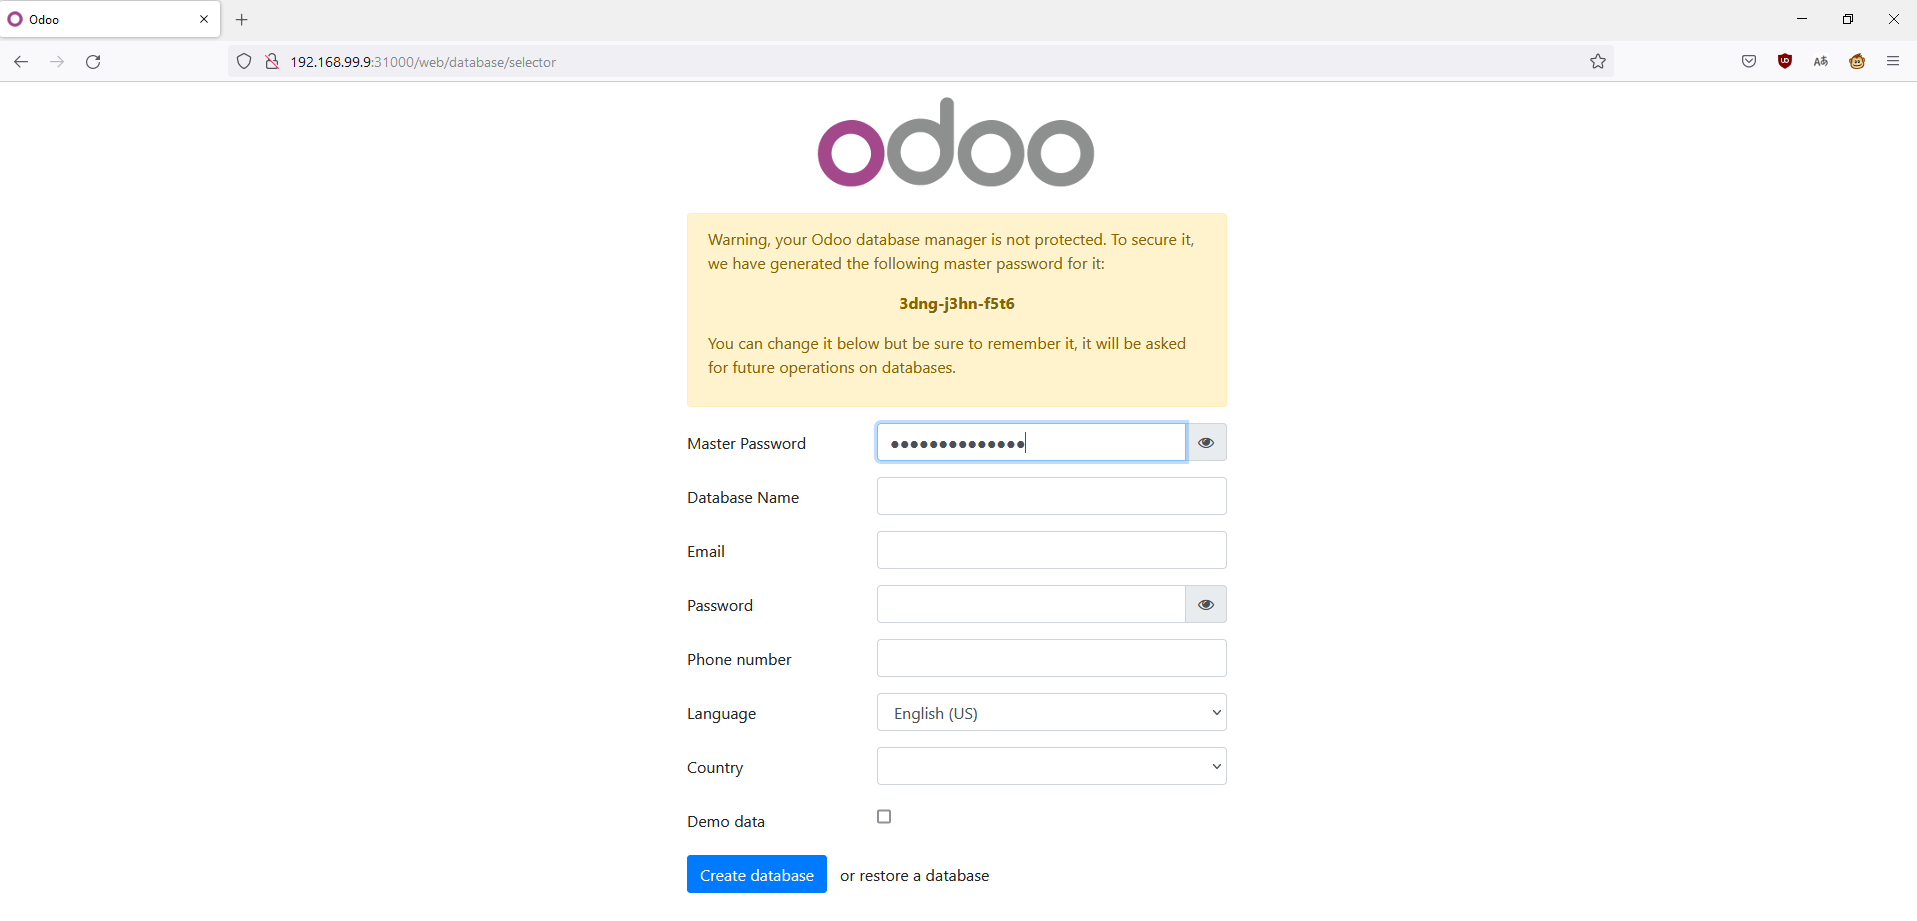 Odoo
192.168.99.9:31000/web/database/selector
UD
Aあ
odoo
Warning, your Odoo database manager is not protected. To secure it,
we have generated the following master password for it:
3dng-j3hn-f5t6
You can change it below but be sure to remember it, it will be asked
for future operations on databases.
Master Password ●●●●●●●●●●●●●●
Database Name
Email
Password
Phone number
Language English (US)
Country
Demo data
Create database or restore a database